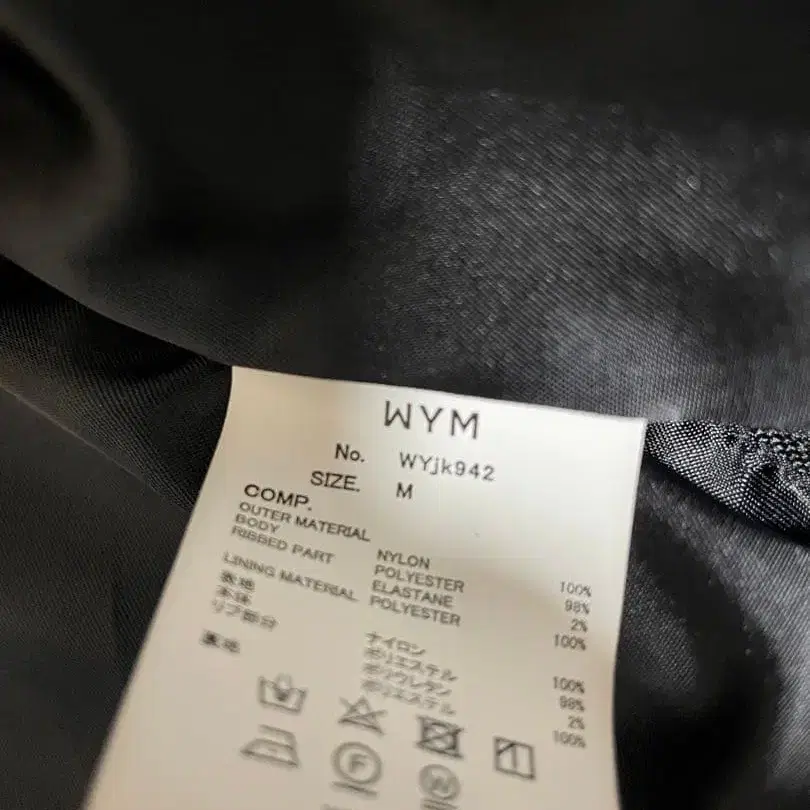 WYM
No. WYjk942
SIZE. M
COMP.
OUTER MATERIAL
BODY NYLON 100%
RIBBED PART POLYESTER 98%
ELASTANE 2%
LINING MATERIAL POLYESTER 100%
表地
本体 ナイロン 100%
リブ部分 ポリエステル 98%
ポリウレタン 2%
裏地 ポリエステル 100%
F
W